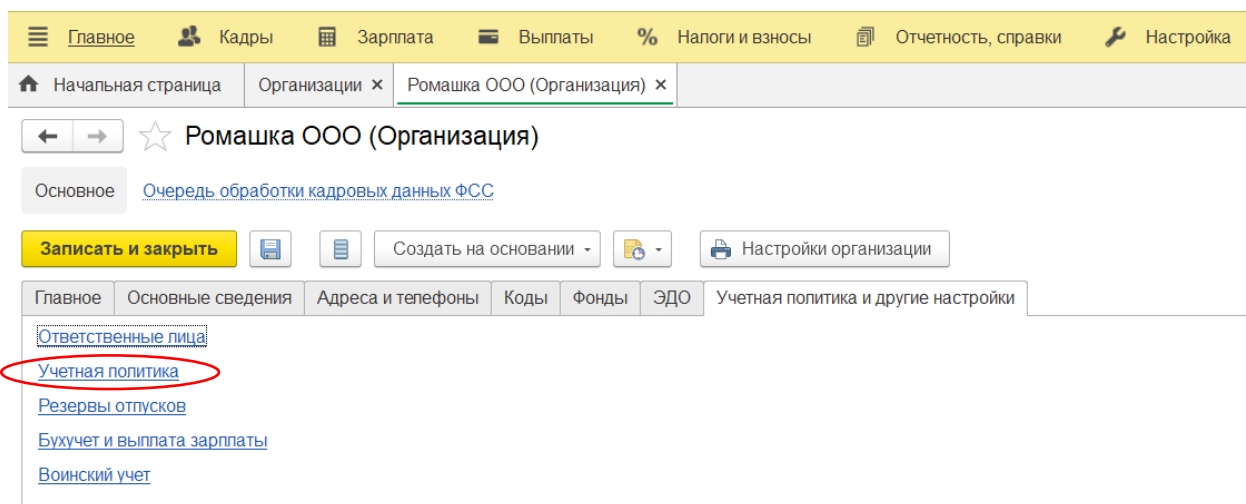 Главное Кадры Зарплата Выплаты % Налоги и взносы Отчетность, справки Настройка
Начальная страница Организации × Ромашка ООО (Организация) ×
Ромашка ООО (Организация)
Основное Очередь обработки кадровых данных ФСС
Записать и закрыть Создать на основании Настройки организации
Главное Основные сведения Адреса и телефоны Коды Фонды ЭДО Учетная политика и другие настройки
Ответственные лица
Учетная политика
Резервы отпусков
Бухучет и выплата зарплаты
Воинский учет